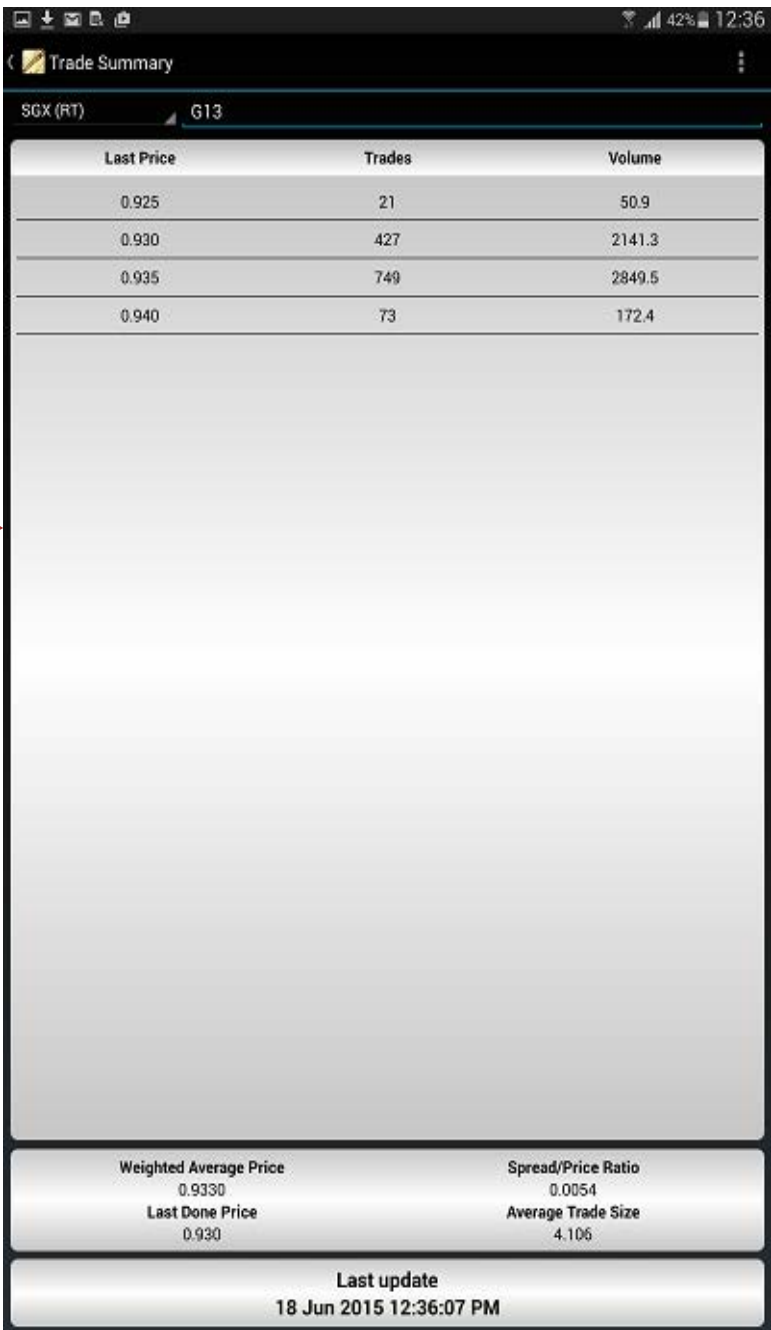 42% 12:36
Trade Summary
SGX (RT) G13
Last Price Trades Volume
0.925 21 50.9
0.930 427 2141.3
0.935 749 2849.5
0.940 73 172.4
Weighted Average Price Spread/Price Ratio
0.9330 0.0054
Last Done Price Average Trade Size
0.930 4.106
Last update
18 Jun 2015 12:36:07 PM